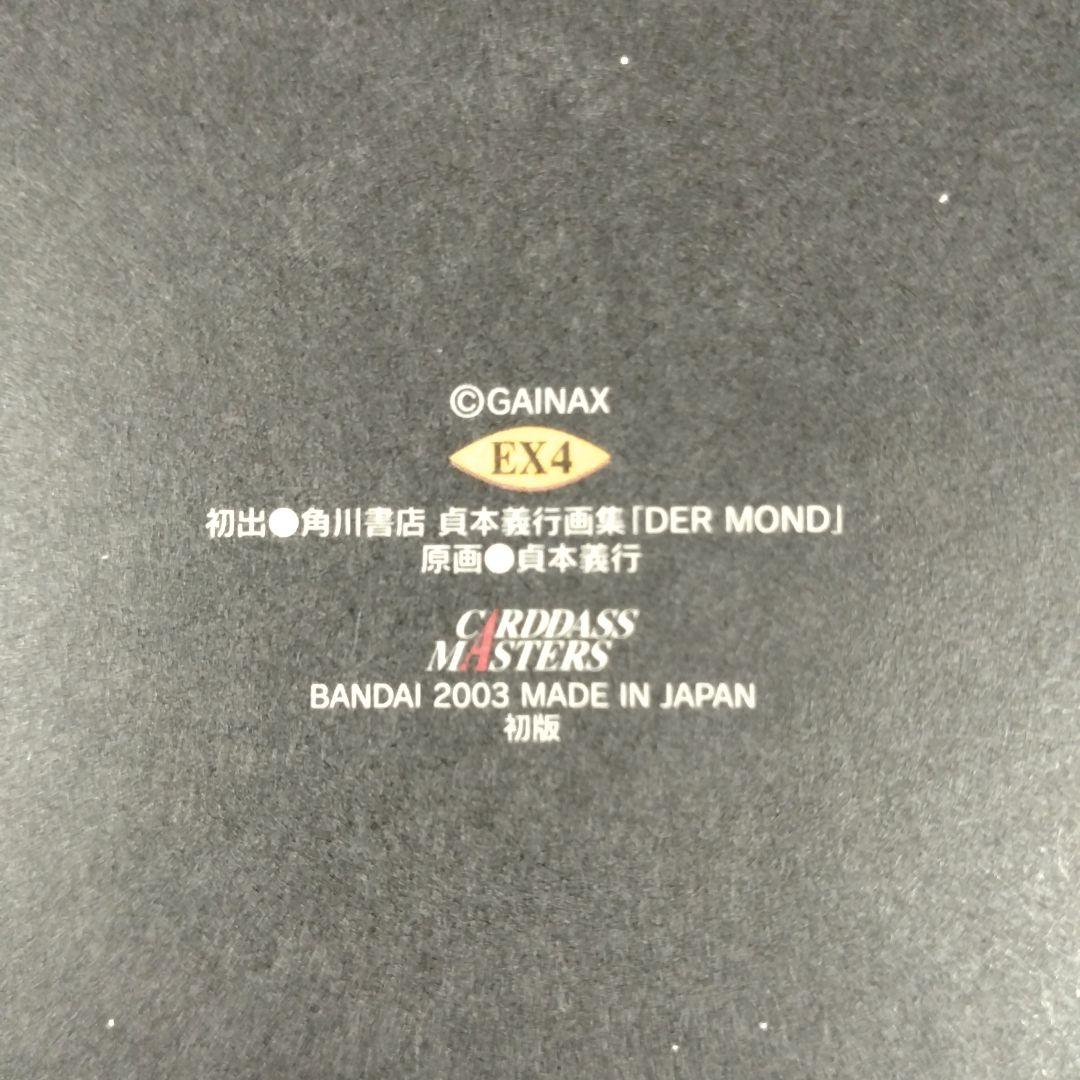 ©GAINAX
EX4
初出●角川書店 貞本義行画集「DER MOND」
原画●貞本義行
CARDDASS
MASTERS
BANDAI 2003 MADE IN JAPAN
初版